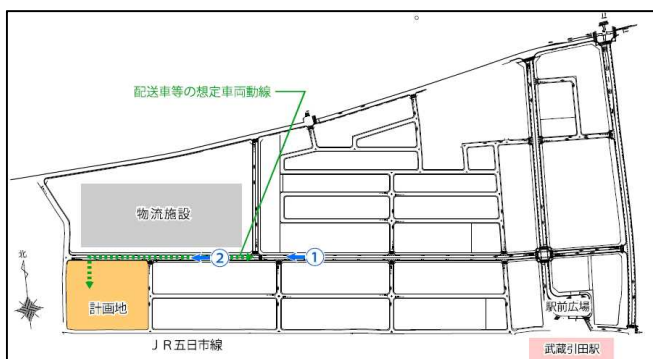 配送車等の想定車両動線
物流施設
北
②
①
計画地
駅前広場
JR五日市線
武蔵引田駅